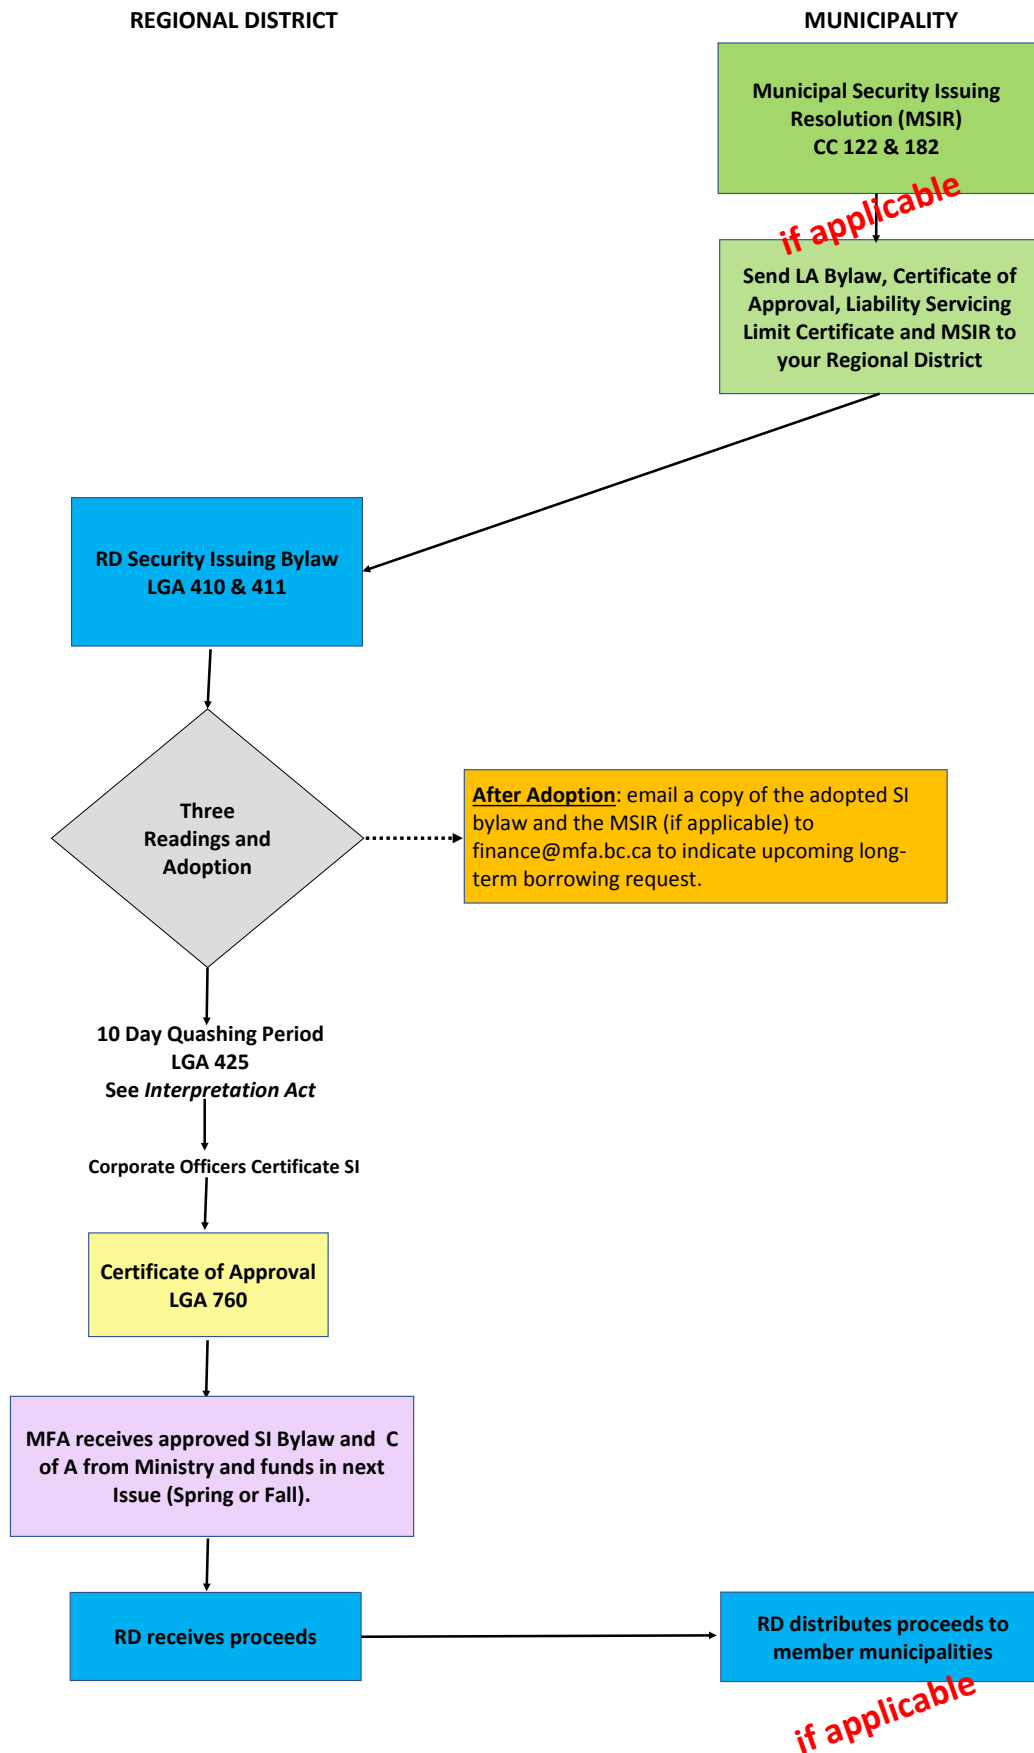 REGIONAL DISTRICT
MUNICIPALITY
Municipal Security Issuing
Resolution (MSIR)
CC 122 & 182
if applicable
Send LA Bylaw, Certificate of
Approval, Liability Servicing
Limit Certificate and MSIR to
your Regional District
RD Security Issuing Bylaw
LGA 410 & 411
Three
Readings and
Adoption
After Adoption: email a copy of the adopted SI
bylaw and the MSIR (if applicable) to
finance@mfa.bc.ca to indicate upcoming long-
term borrowing request.
10 Day Quashing Period
LGA 425
See Interpretation Act
Corporate Officers Certificate SI
Certificate of Approval
LGA 760
MFA receives approved SI Bylaw and C
of A from Ministry and funds in next
Issue (Spring or Fall).
RD receives proceeds
RD distributes proceeds to
member municipalities
if applicable